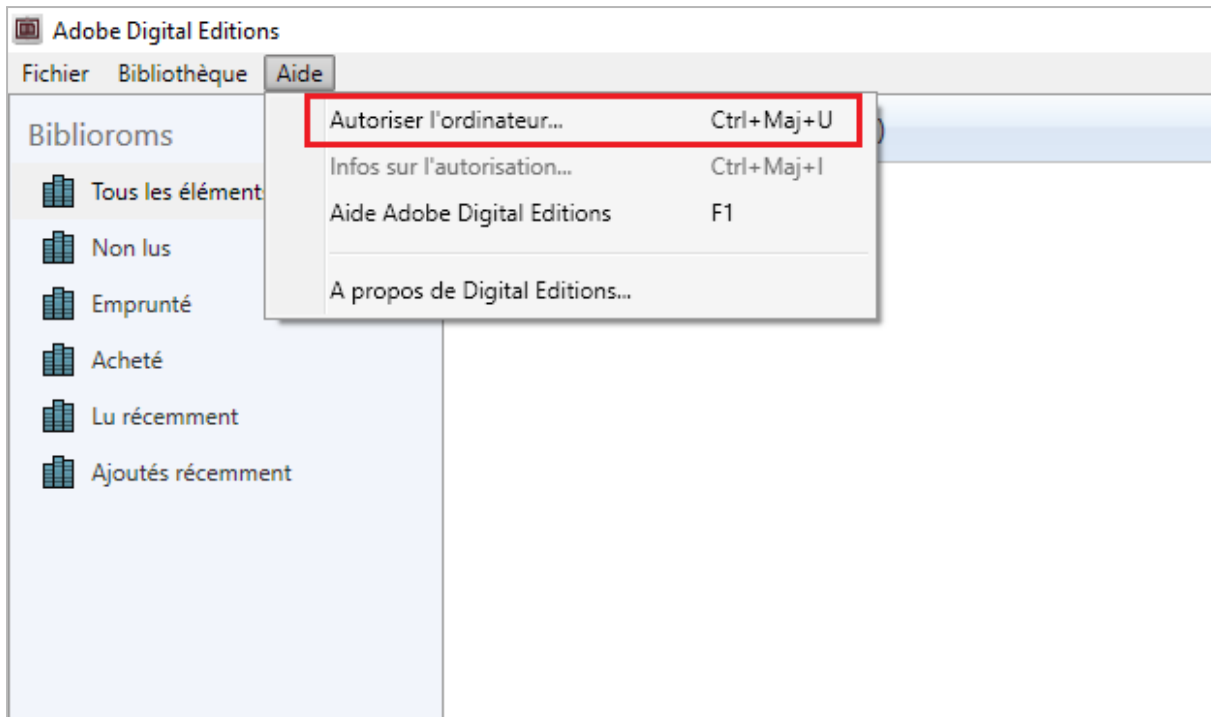 Adobe Digital Editions
Fichier Bibliothèque Aide
Autoriser l'ordinateur... Ctrl+Maj+U
)
Infos sur l'autorisation... Ctrl+Maj+I
Aide Adobe Digital Editions F1
A propos de Digital Editions...
Biblioroms
Tous les élément
Non lus
Emprunté
Acheté
Lu récemment
Ajoutés récemment